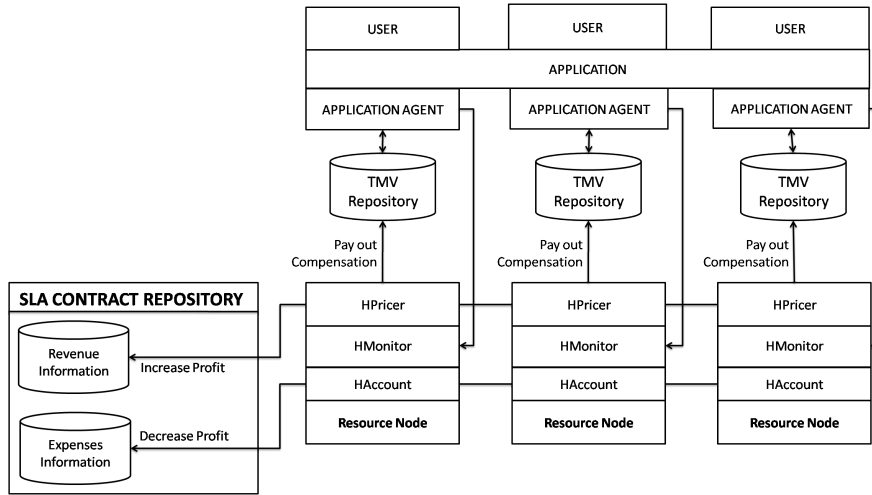 USER
USER
USER
APPLICATION
APPLICATION AGENT
APPLICATION AGENT
APPLICATION AGENT
TMV
Repository
TMV
Repository
TMV
Repository
Pay out
Compensation
Pay out
Compensation
Pay out
Compensation
SLA CONTRACT REPOSITORY
Revenue
Information
Increase Profit
Expenses
Information
Decrease Profit
HPricer
HPricer
HPricer
HMonitor
HMonitor
HMonitor
HAccount
HAccount
HAccount
Resource Node
Resource Node
Resource Node